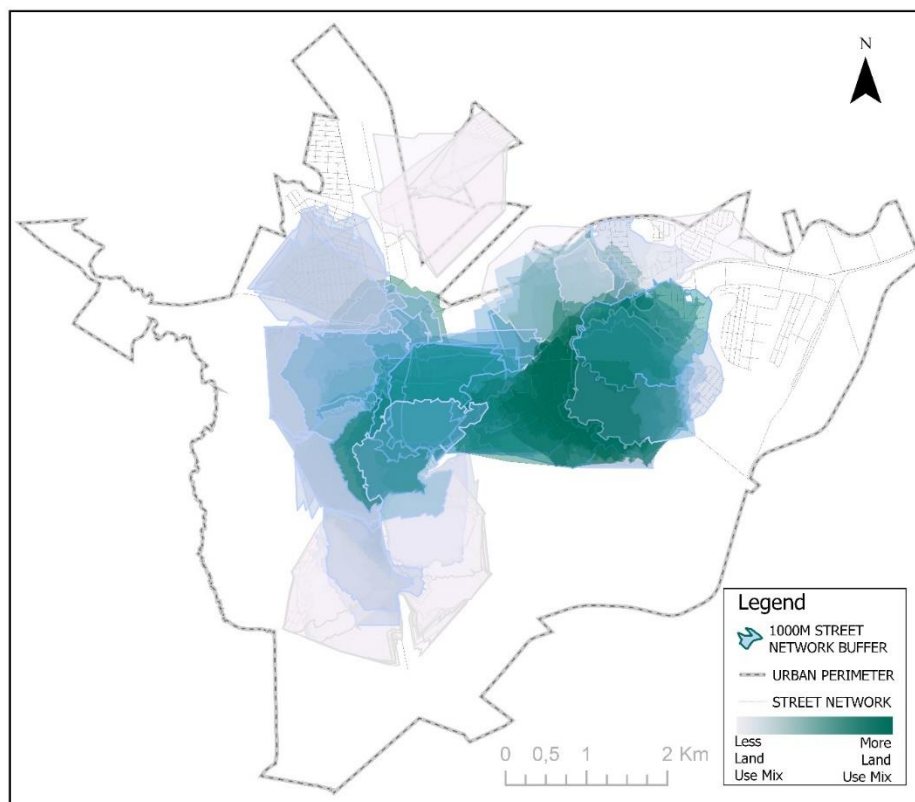 N
Legend
1000M STREET
NETWORK BUFFER
URBAN PERIMETER
STREET NETWORK
Less More
Land Land
Use Mix Use Mix
0 0,5 1 2 Km